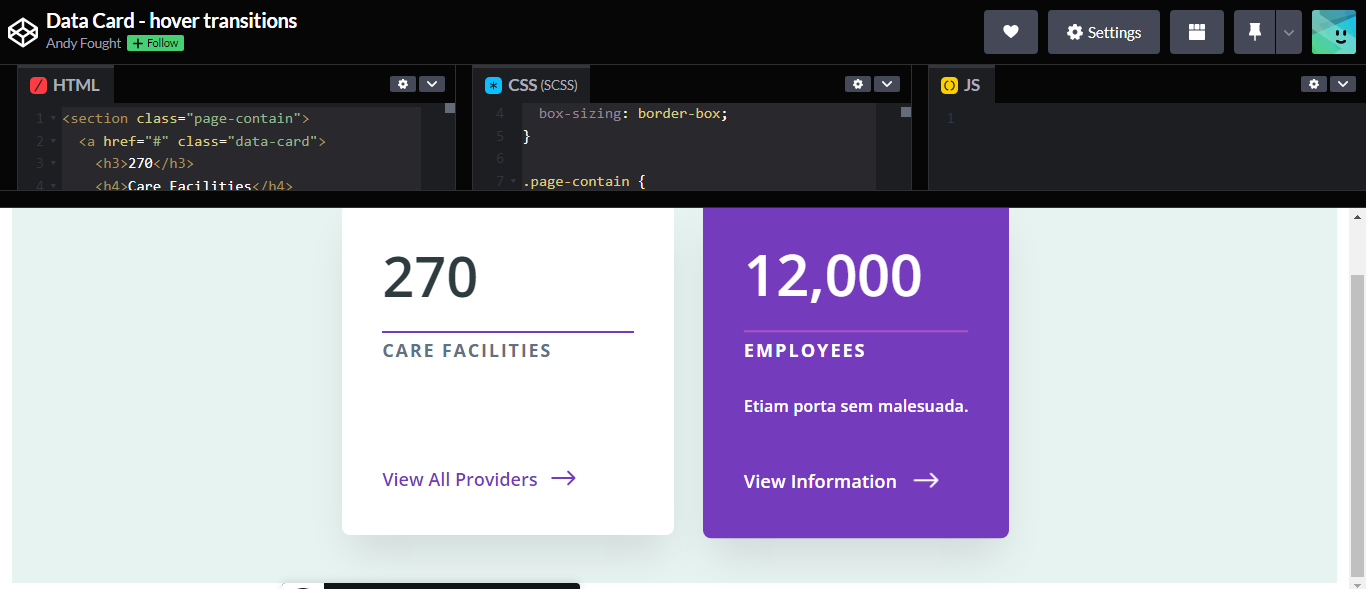 Data Card - hover transitions
Andy Fought + Follow
Settings
HTML
1 <section class="page-contain">
2 <a href="#" class="data-card">
3 <h3>270</h3>
4 <h4>Care Facilities</h4>
CSS (SCSS)
4 box-sizing: border-box;
5 }
6
7 .page-contain {
JS
1
270
CARE FACILITIES
View All Providers
12,000
EMPLOYEES
Etiam porta sem malesuada.
View Information